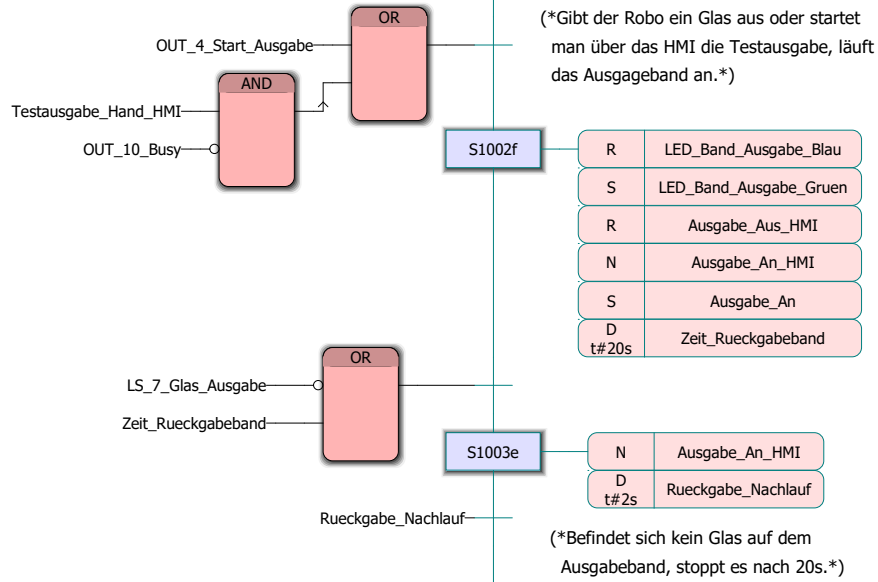 OR
(*Gibt der Robo ein Glas aus oder startet
man über das HMI die Testausgabe, läuft
das Ausgageband an.*)
OUT_4_Start_Ausgabe
AND
Testausgabe_Hand_HMI
OUT_10_Busy
S1002f
R LED_Band_Ausgabe_Blau
S LED_Band_Ausgabe_Gruen
R Ausgabe_Aus_HMI
N Ausgabe_An_HMI
S Ausgabe_An
D
t#20s
Zeit_Rueckgabeband
OR
LS_7_Glas_Ausgabe
Zeit_Rueckgabeband
S1003e
N Ausgabe_An_HMI
D
t#2s
Rueckgabe_Nachlauf
Rueckgabe_Nachlauf
(*Befindet sich kein Glas auf dem
Ausgabeband, stoppt es nach 20s.*)